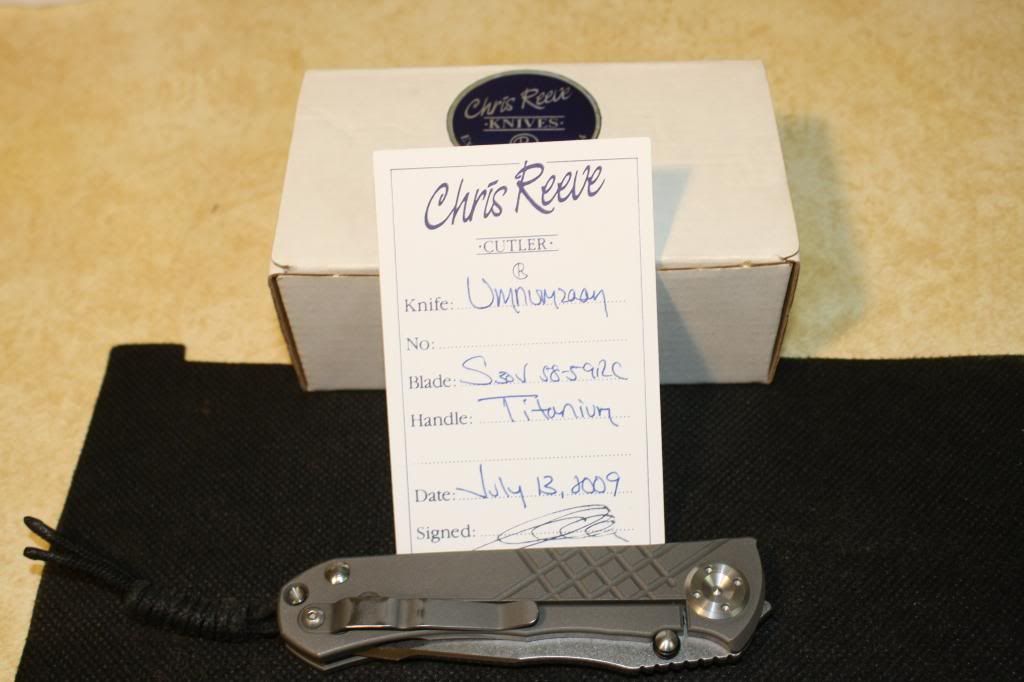 Chris Reeve
·KNIVES·
Chris Reeve
·CUTLER·
R
Knife: Umnumzaan
No:
Blade: S30V 58-59RC
Handle: Titanium
Date: July 13, 2009
Signed: